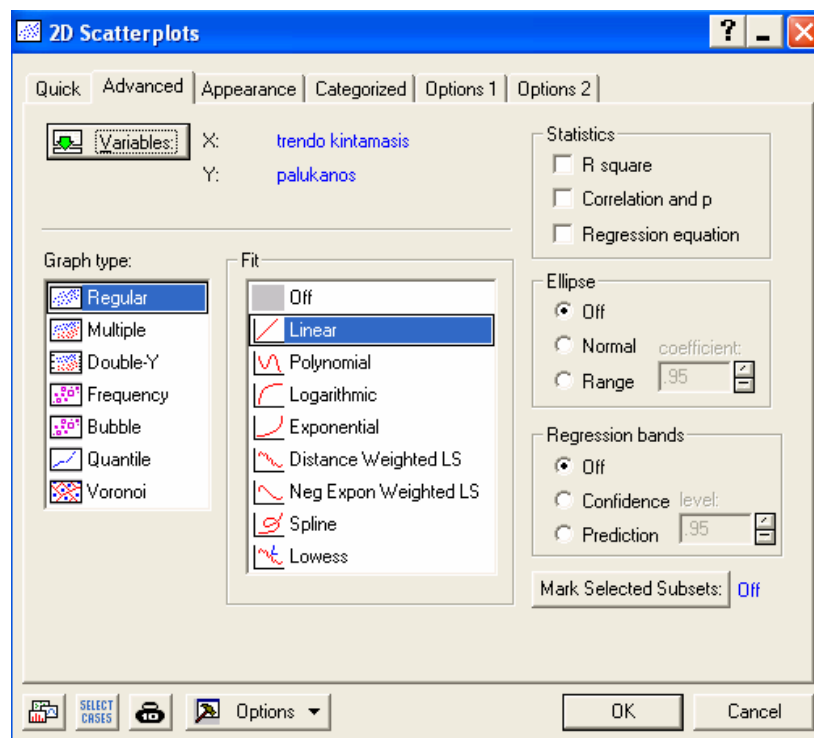 2D Scatterplots
Quick Advanced Appearance Categorized Options 1 Options 2
Variables: X: trendo kintamasis
Y: palukanos
Statistics
R square
Correlation and p
Regression equation
Graph type:
Regular
Multiple
Double-Y
Frequency
Bubble
Quantile
Voronoi
Fit
Off
Linear
Polynomial
Logarithmic
Exponential
Distance Weighted LS
Neg Expon Weighted LS
Spline
Lowess
Ellipse
Off
Normal coefficient:
Range .95
Regression bands
Off
Confidence level:
Prediction .95
Mark Selected Subsets: Off
SELECT
CASES
Options
OK Cancel